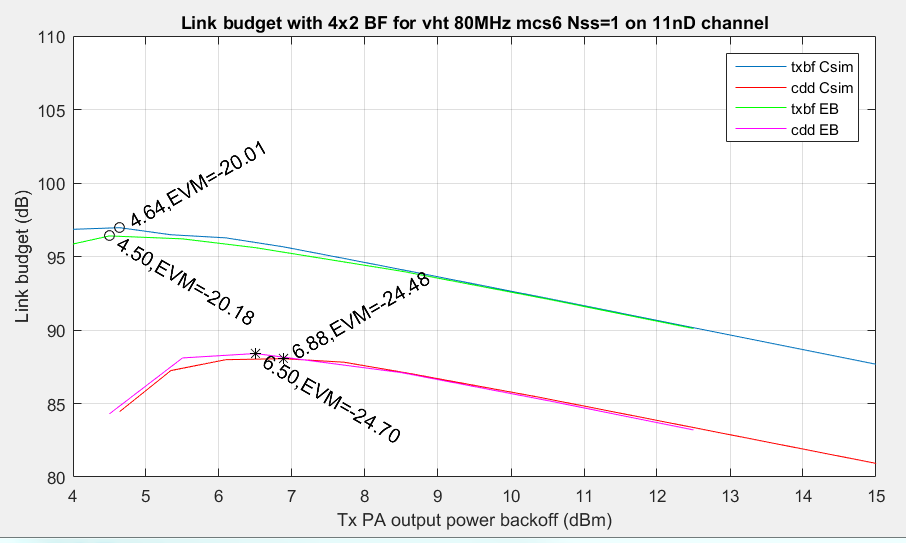 Link budget with 4x2 BF for vht 80MHz mcs6 Nss=1 on 11nD channel
110
105
100
95
90
85
80
Link budget (dB)
txbf Csim
cdd Csim
txbf EB
cdd EB
4.64,EVM=-20.01
4.50,EVM=-20.18
6.88,EVM=-24.48
6.50,EVM=-24.70
4 5 6 7 8 9 10 11 12 13 14 15
Tx PA output power backoff (dBm)